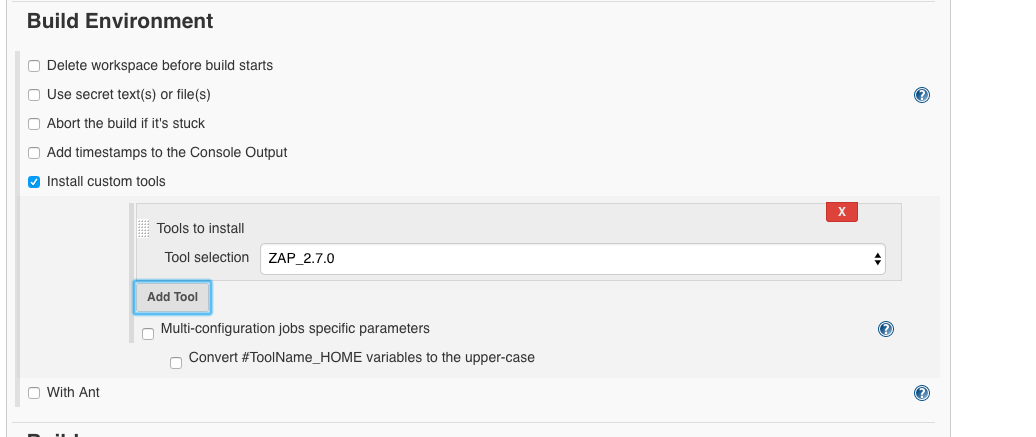 Build Environment
Delete workspace before build starts
Use secret text(s) or file(s)
?
Abort the build if it's stuck
Add timestamps to the Console Output
Install custom tools
X
Tools to install
Tool selection
ZAP_2.7.0
Add Tool
Multi-configuration jobs specific parameters
?
Convert #ToolName_HOME variables to the upper-case
With Ant
?